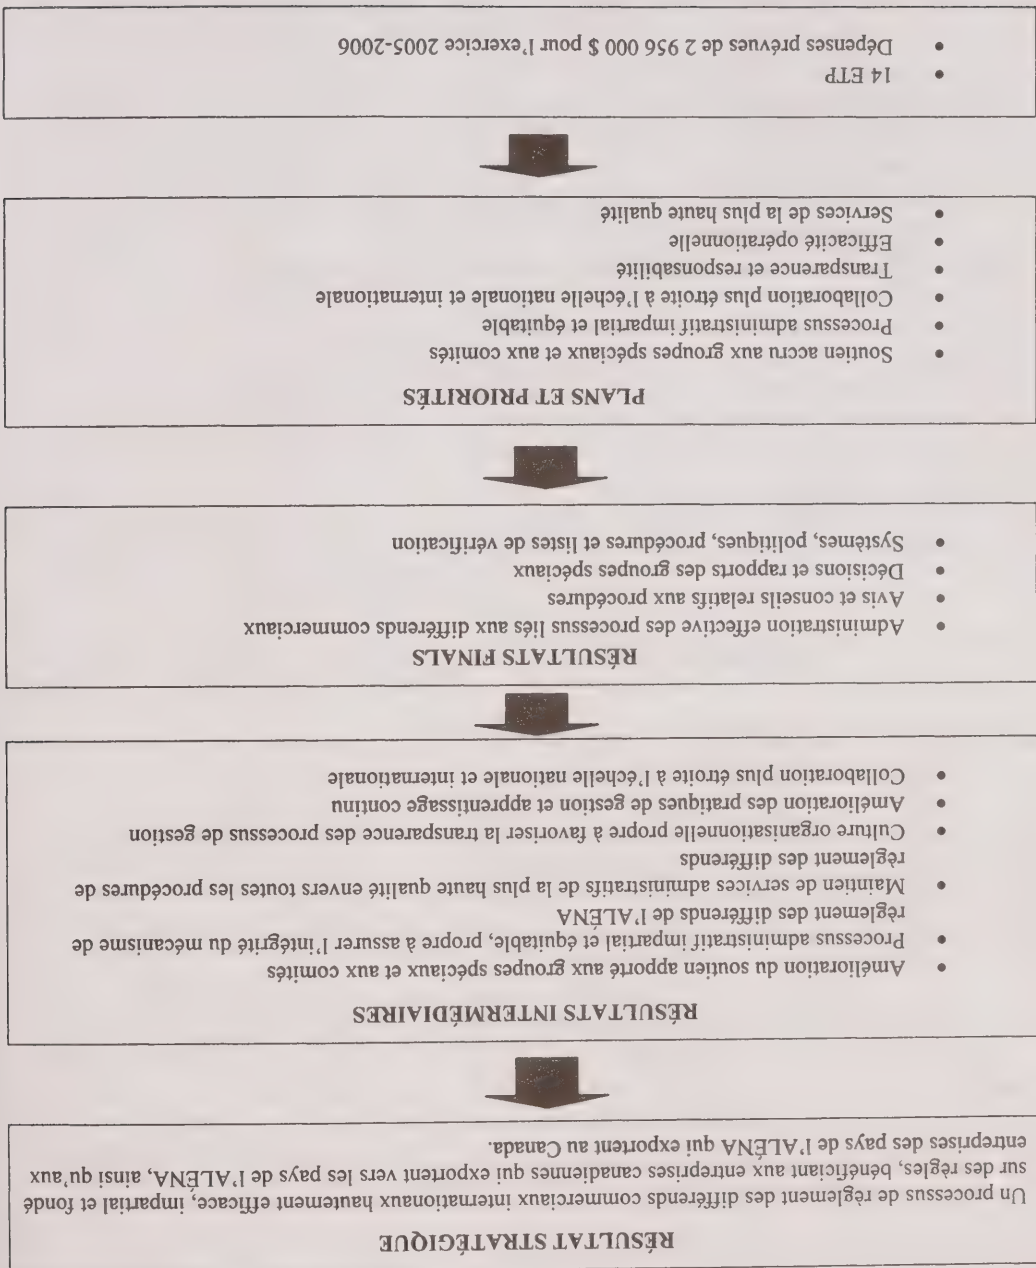 RÉSULTAT STRATÉGIQUE
Un processus de règlement des différends commerciaux internationaux hautement efficace, impartial et fondé
sur des règles, bénéficiant aux entreprises canadiennes qui exportent vers les pays de l'ALÉNA, ainsi qu'aux
entreprises des pays de l'ALÉNA qui exportent au Canada.
RÉSULTATS INTERMÉDIAIRES
• Amélioration du soutien apporté aux groupes spéciaux et aux comités
• Processus administratif impartial et équitable, propre à assurer l'intégrité du mécanisme de
règlement des différends de l'ALÉNA
• Maintien de services administratifs de la plus haute qualité envers toutes les procédures de
règlement des différends
• Culture organisationnelle propre à favoriser la transparence des processus de gestion
• Amélioration des pratiques de gestion et apprentissage continu
• Collaboration plus étroite à l'échelle nationale et internationale
RÉSULTATS FINALS
• Administration effective des processus liés aux différends commerciaux
• Avis et conseils relatifs aux procédures
• Décisions et rapports des groupes spéciaux
• Systèmes, politiques, procédures et listes de vérification
PLANS ET PRIORITÉS
• Soutien accru aux groupes spéciaux et aux comités
• Processus administratif impartial et équitable
• Collaboration plus étroite à l'échelle nationale et internationale
• Transparence et responsabilité
• Efficacité opérationnelle
• Services de la plus haute qualité
• 14 ETP
• Dépenses prévues de 2 956 000 $ pour l'exercice 2005-2006